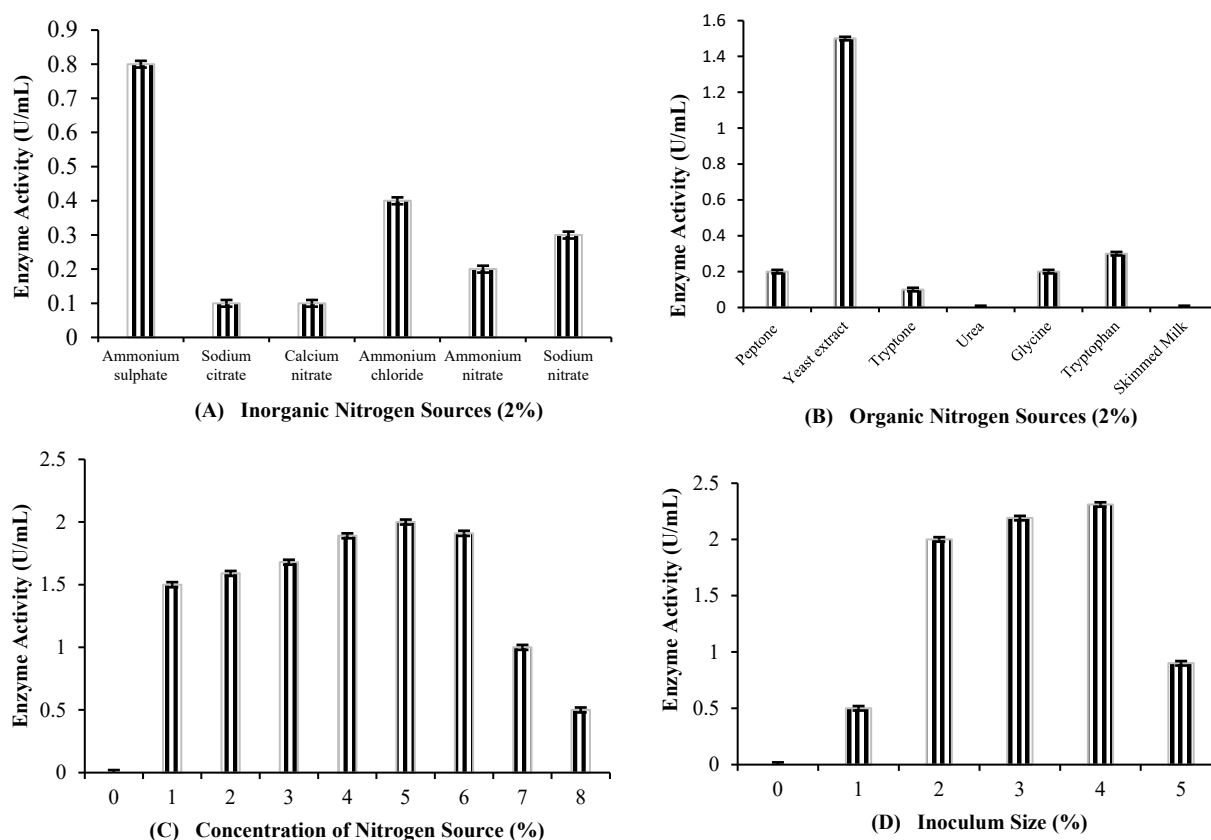 Enzyme Activity (U/mL)
0.9
0.8
0.7
0.6
0.5
0.4
0.3
0.2
0.1
0
Ammonium sulphate
Sodium citrate
Calcium nitrate
Ammonium chloride
Ammonium nitrate
Sodium nitrate
(A) Inorganic Nitrogen Sources (2%)
Enzyme Activity (U/mL)
1.6
1.4
1.2
1
0.8
0.6
0.4
0.2
0
Peptone
Yeast extract
Tryptone
Urea
Glycine
Tryptophan
Skimmed Milk
(B) Organic Nitrogen Sources (2%)
Enzyme Activity (U/mL)
2.5
2
1.5
1
0.5
0
0 1 2 3 4 5 6 7 8
(C) Concentration of Nitrogen Source (%)
Enzyme Activity (U/mL)
2.5
2
1.5
1
0.5
0
0 1 2 3 4 5
(D) Inoculum Size (%)